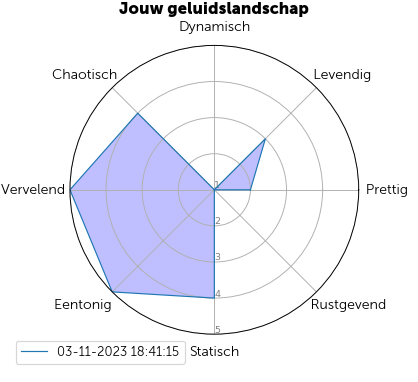 Jouw geluidslandschap
Dynamisch
Chaotisch
Levendig
Vervelend
1
Prettig
2
3
4
Eentonig
Rustgevend
5
03-11-2023 18:41:15
Statisch